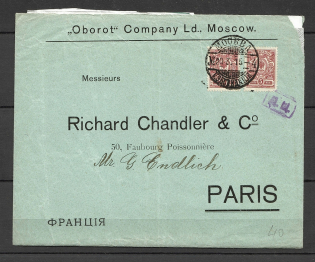 „Oborot" Company Ld., Moscow.
Messieurs
Richard Chandler & Cº
50, Faubourg Poissonnière
Mr G Endlich
PARIS
ФРАНЦІЯ